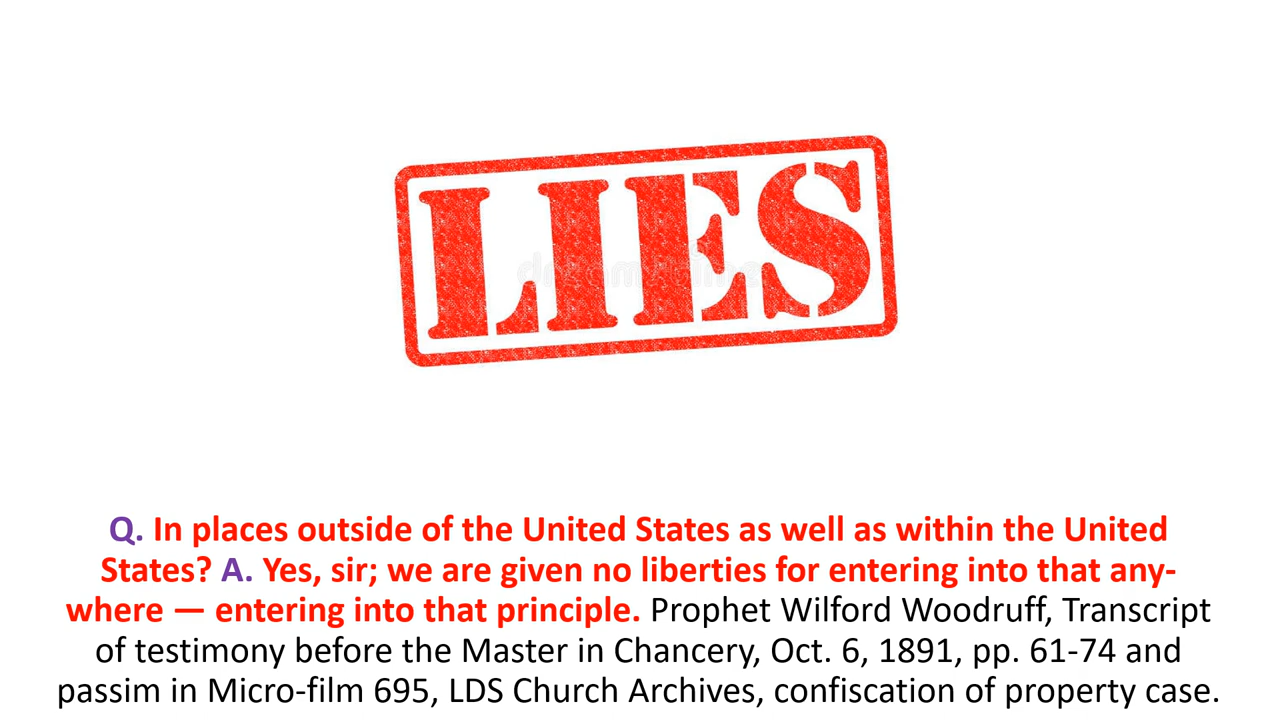 LIES
Q. In places outside of the United States as well as within the United
States? A. Yes, sir; we are given no liberties for entering into that any-
where — entering into that principle. Prophet Wilford Woodruff, Transcript
of testimony before the Master in Chancery, Oct. 6, 1891, pp. 61-74 and
passim in Micro-film 695, LDS Church Archives, confiscation of property case.